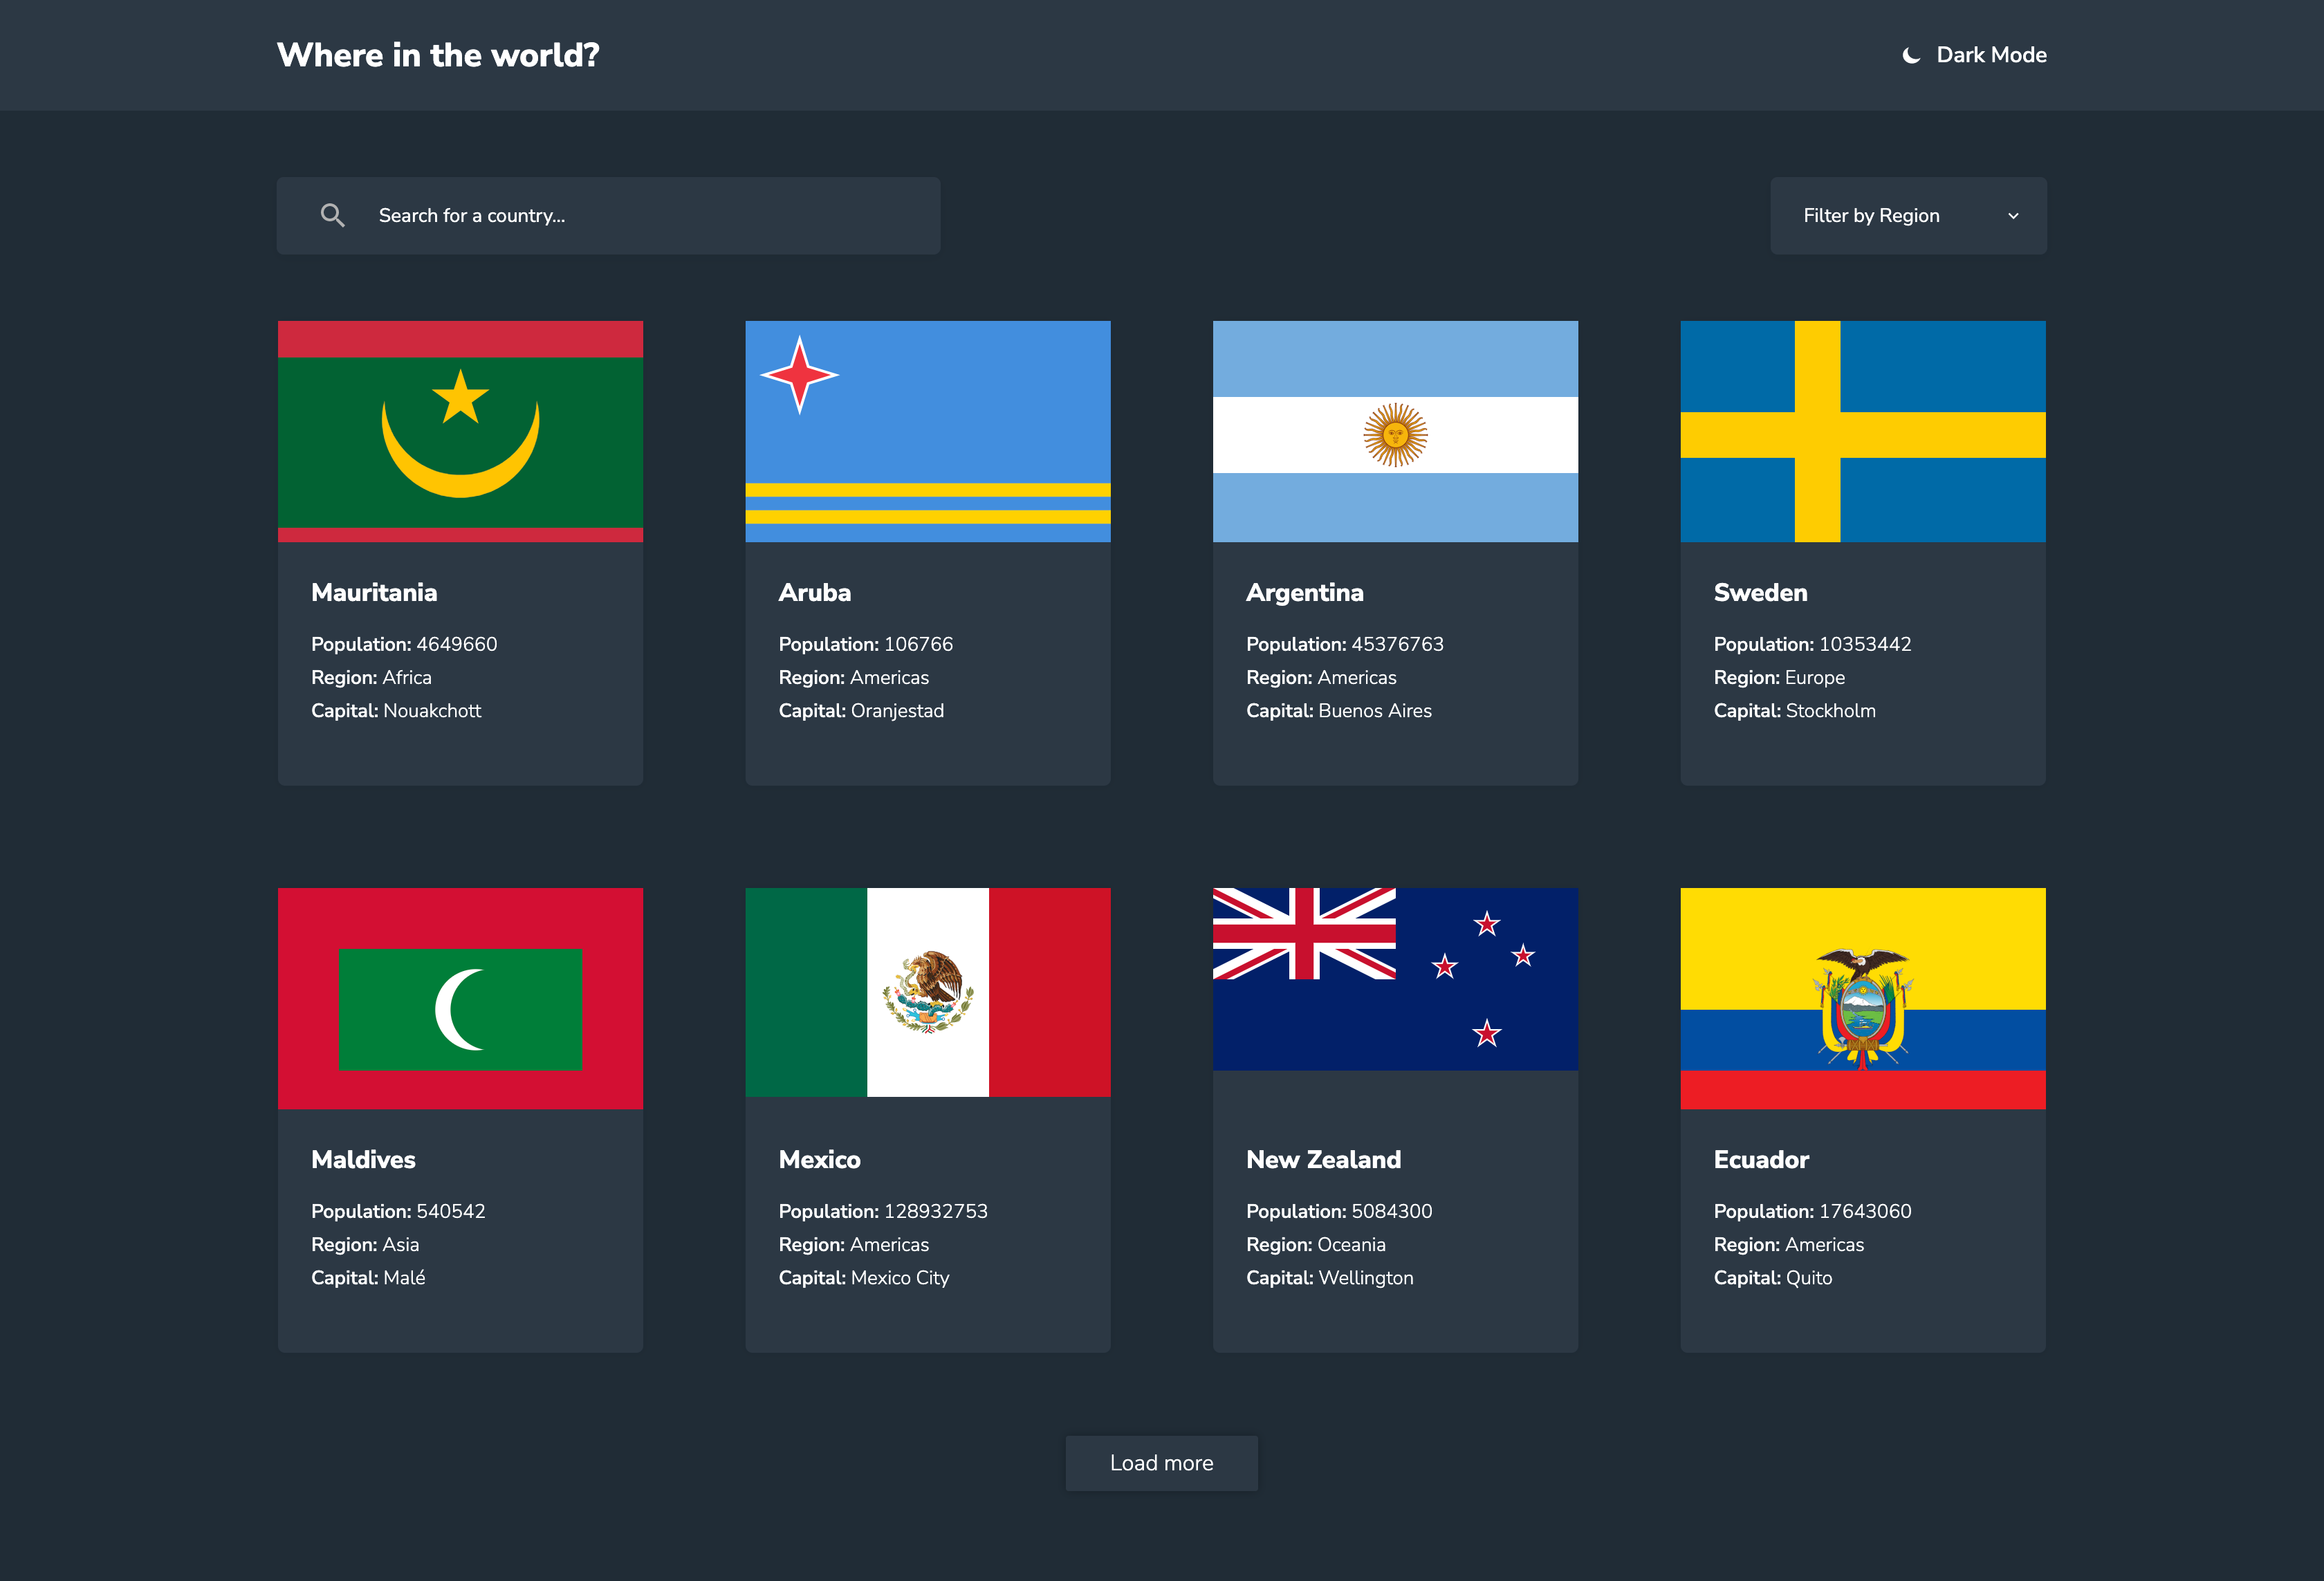 Where in the world?
Dark Mode
Search for a country...
Filter by Region
Mauritania
Population: 4649660
Region: Africa
Capital: Nouakchott
Aruba
Population: 106766
Region: Americas
Capital: Oranjestad
Argentina
Population: 45376763
Region: Americas
Capital: Buenos Aires
Sweden
Population: 10353442
Region: Europe
Capital: Stockholm
Maldives
Population: 540542
Region: Asia
Capital: Malé
Mexico
Population: 128932753
Region: Americas
Capital: Mexico City
New Zealand
Population: 5084300
Region: Oceania
Capital: Wellington
Ecuador
Population: 17643060
Region: Americas
Capital: Quito
Load more